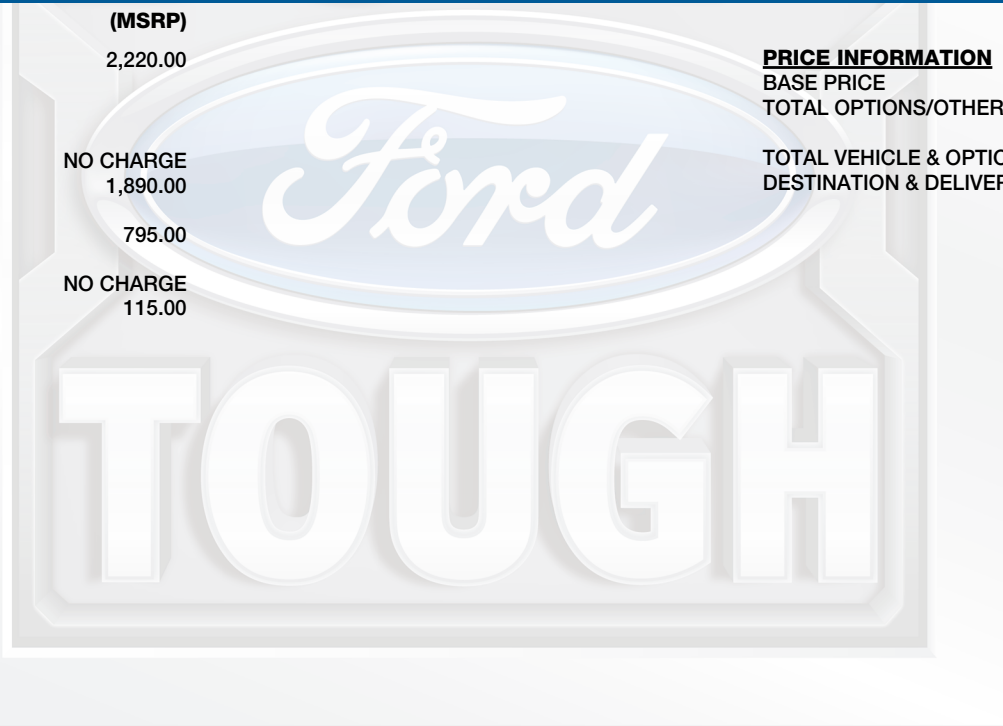 (MSRP)
2,220.00
NO CHARGE
1,890.00
795.00
NO CHARGE
115.00
PRICE INFORMATION
BASE PRICE
TOTAL OPTIONS/OTHER
TOTAL VEHICLE & OPTIO
DESTINATION & DELIVER
Ford
TOUGH